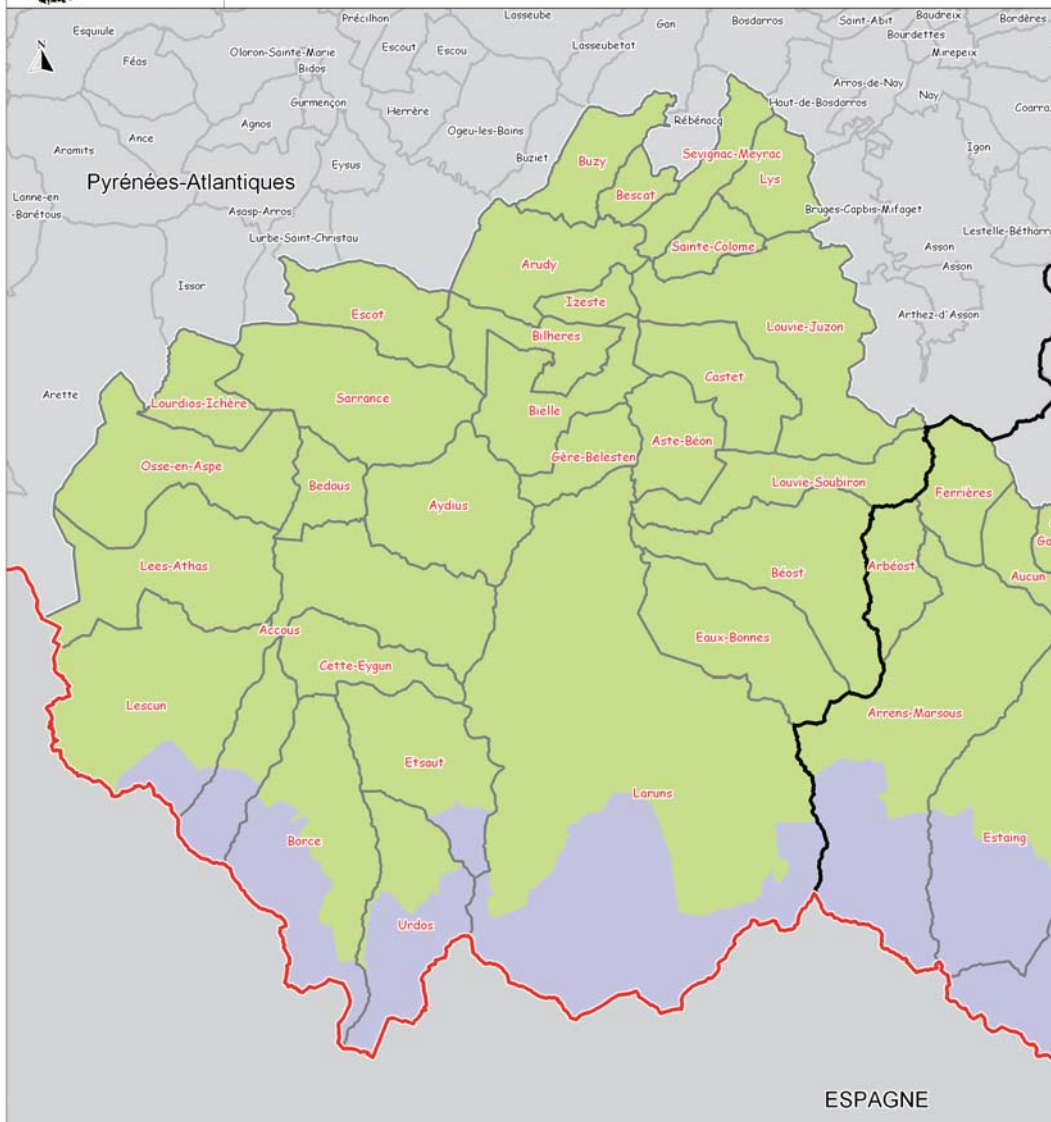 Précilhon
Lasseube
Gan
Bosdarros
Saint-Abit
Baudreix
Bordères
Esquiule
Bourdettes
Féas
Oloron-Sainte-Marie
Escout
Escou
Lasseubetat
Mirepeix
Bidos
N
Arros-de-Nay
Nay
Gurmençon
Herrère
Haut-de-Bosdarros
Coarraz
Agnos
Rébénacq
Ance
Ogeu-les-Bains
Igon
Aramits
Buziet
Sevignac-Meyrac
Eysus
Buzy
Lys
Pyrénées-Atlantiques
Bescat
Lanne-en
-Barétous
Asasp-Arros
Bruges-Capbis-Mifaget
Lurbe-Saint-Christau
Lestelle-Bétharra
Sainte-Colome
Asson
Arudy
Asson
Issor
Izeste
Escot
Arthez-d'Asson
Louvie-Juzon
Bilheres
Castet
Arette
Sarrance
Lourdios-Ichère
Bielle
Aste-Béon
Gère-Belesten
Osse-en-Aspe
Bedous
Louvie-Soubiron
Ferrières
Aydius
Ga
Lees-Athas
Béost
Arbéost
Aucun
Accous
Eaux-Bonnes
Cette-Eygun
Lescun
Arrens-Marsous
Etsaut
Laruns
Borce
Estaing
Urdos
ESPAGNE